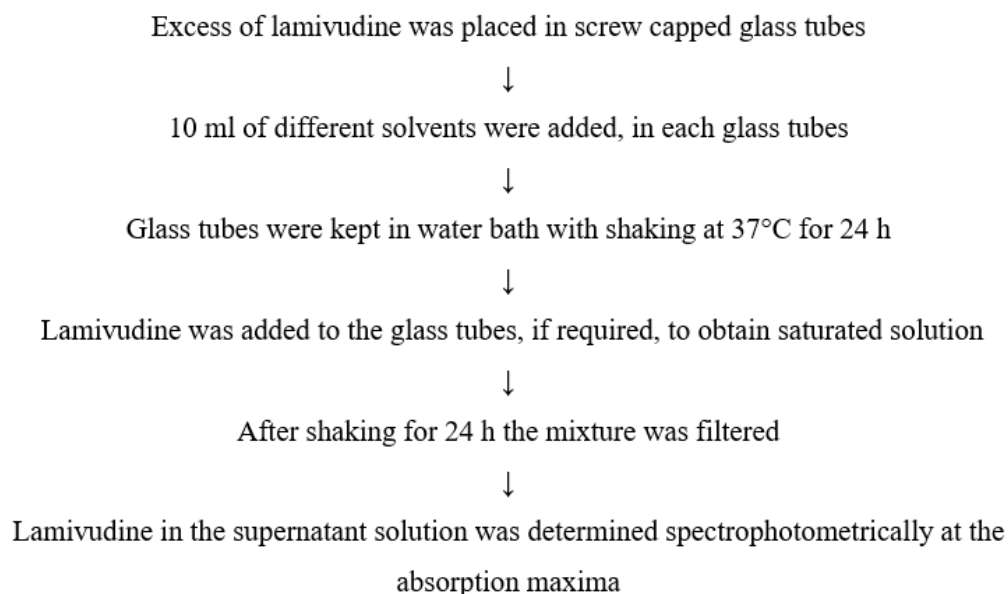 Excess of lamivudine was placed in screw capped glass tubes
↓
10 ml of different solvents were added, in each glass tubes
↓
Glass tubes were kept in water bath with shaking at 37°C for 24 h
↓
Lamivudine was added to the glass tubes, if required, to obtain saturated solution
↓
After shaking for 24 h the mixture was filtered
↓
Lamivudine in the supernatant solution was determined spectrophotometrically at the
absorption maxima